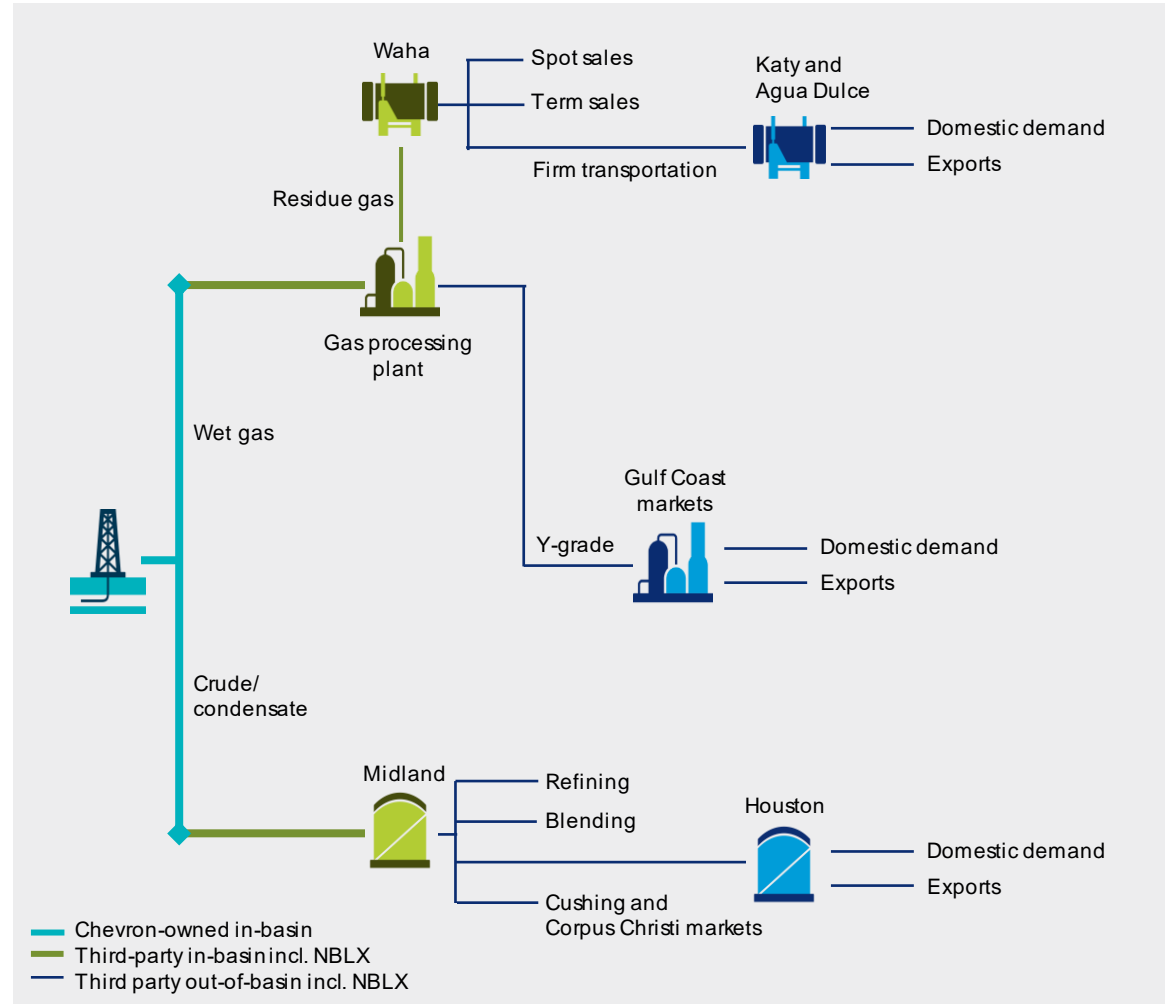 Waha
Spot sales
Term sales
Firm transportation
Katy and
Agua Dulce
Domestic demand
Exports
Residue gas
Gas processing
plant
Wet gas
Gulf Coast
markets
Y-grade
Domestic demand
Exports
Crude/
condensate
Midland
Refining
Blending
Houston
Domestic demand
Exports
Cushing and
Corpus Christi markets
Chevron-owned in-basin
Third-party in-basin incl. NBLX
Third party out-of-basin incl. NBLX